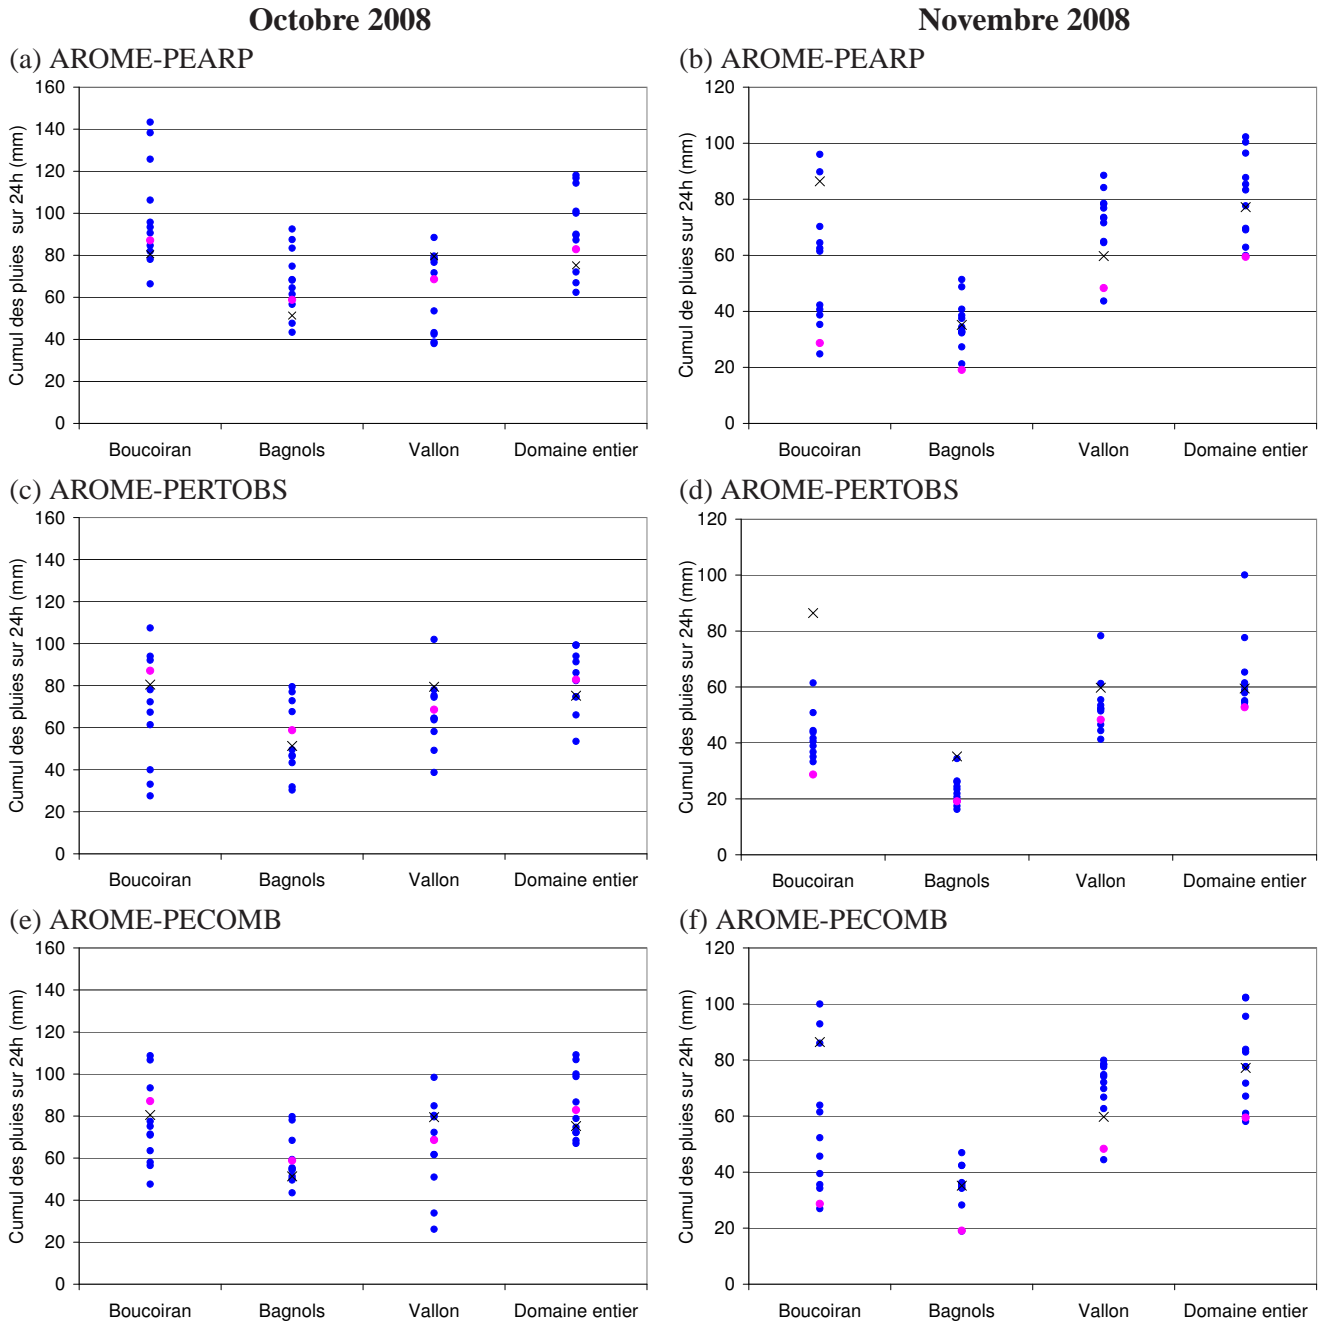 Octobre 2008
Novembre 2008
(a) AROME-PEARP
Cumul des pluies sur 24h (mm)
160
140
120
100
80
60
40
20
0
Boucoiran
Bagnols
Vallon
Domaine entier
(b) AROME-PEARP
Cumul de pluies sur 24h (mm)
120
100
80
60
40
20
0
Boucoiran
Bagnols
Vallon
Domaine entier
(c) AROME-PERTOBS
Cumul des pluies sur 24h (mm)
160
140
120
100
80
60
40
20
0
Boucoiran
Bagnols
Vallon
Domaine entier
(d) AROME-PERTOBS
Cumul des pluies sur 24h (mm)
120
100
80
60
40
20
0
Boucoiran
Bagnols
Vallon
Domaine entier
(e) AROME-PECOMB
Cumul des pluies sur 24h (mm)
160
140
120
100
80
60
40
20
0
Boucoiran
Bagnols
Vallon
Domaine entier
(f) AROME-PECOMB
Cumul des pluies sur 24h (mm)
120
100
80
60
40
20
0
Boucoiran
Bagnols
Vallon
Domaine entier